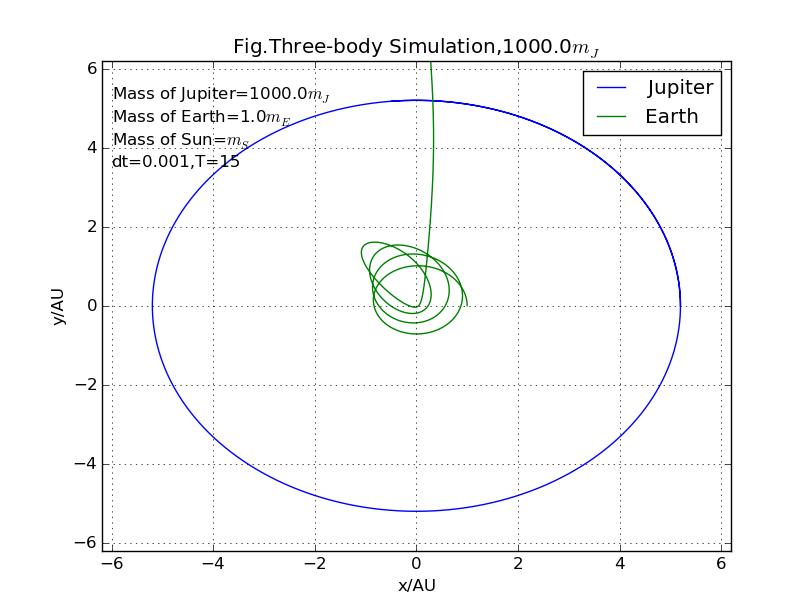 Fig.Three-body Simulation,1000.0m_J
Mass of Jupiter=1000.0m_J
Mass of Earth=1.0m_E
Mass of Sun=m_S
dt=0.001,T=15
Jupiter
Earth
6
4
2
0
−2
−4
−6
y/AU
−6 −4 −2 0 2 4 6
x/AU